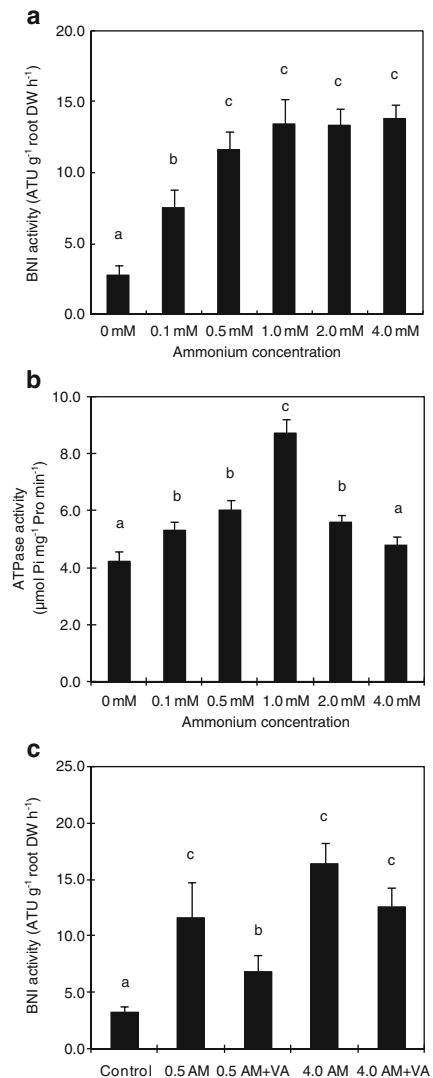 a
20.0
15.0
10.0
5.0
0.0
BNI activity (ATU g⁻¹ root DW h⁻¹)
a
b
c
c
c
c
0 mM 0.1 mM 0.5 mM 1.0 mM 2.0 mM 4.0 mM
Ammonium concentration
b
10.0
8.0
6.0
4.0
2.0
0.0
ATPase activity
(µmol Pi mg⁻¹ Pro min⁻¹)
a
b
b
c
b
a
0 mM 0.1 mM 0.5 mM 1.0 mM 2.0 mM 4.0 mM
Ammonium concentration
c
25.0
20.0
15.0
10.0
5.0
0.0
BNI activity (ATU g⁻¹ root DW h⁻¹)
a
c
b
c
c
Control 0.5 AM 0.5 AM+VA 4.0 AM 4.0 AM+VA